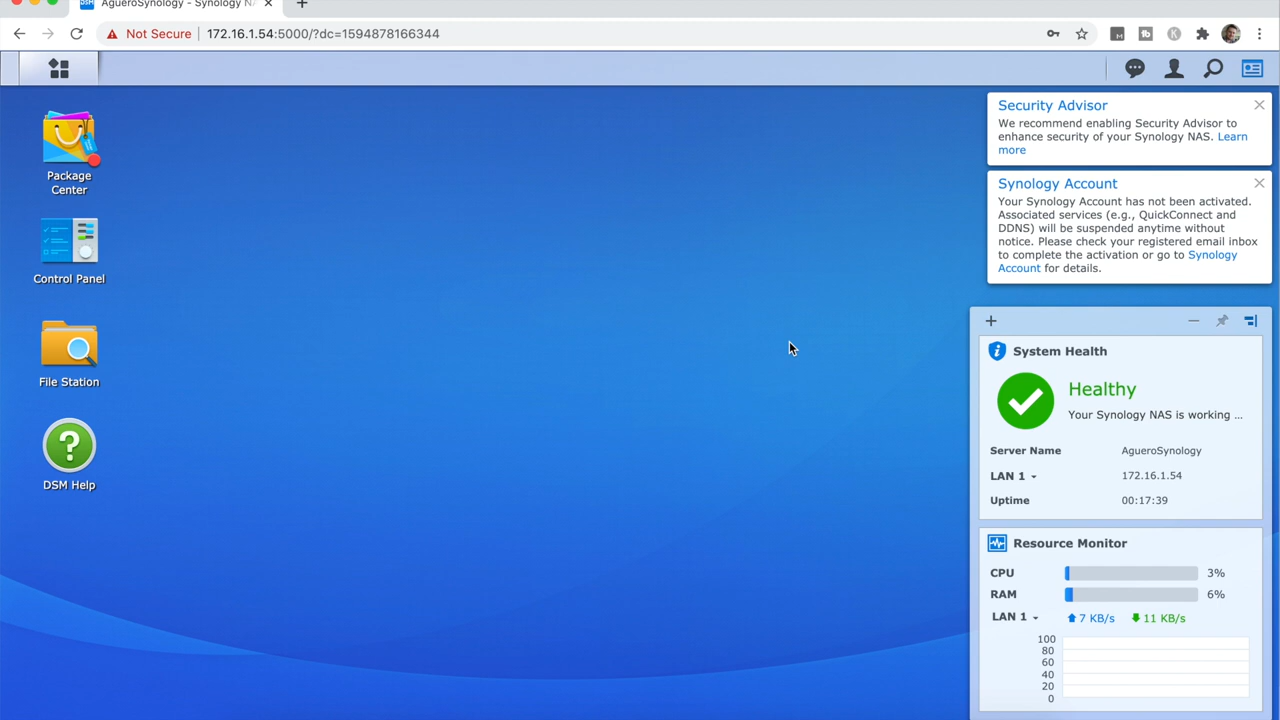 AgueroSynology - Synology NA
Not Secure
172.16.1.54:5000/?dc=1594878166344
Package
Center
Control Panel
File Station
DSM Help
Security Advisor
We recommend enabling Security Advisor to
enhance security of your Synology NAS. Learn
more
Synology Account
Your Synology Account has not been activated.
Associated services (e.g., QuickConnect and
DDNS) will be suspended anytime without
notice. Please check your registered email inbox
to complete the activation or go to Synology
Account for details.
System Health
Healthy
Your Synology NAS is working ...
Server Name AgueroSynology
LAN 1 172.16.1.54
Uptime 00:17:39
Resource Monitor
CPU 3%
RAM 6%
LAN 1 7 KB/s 11 KB/s
100
80
60
40
20
0